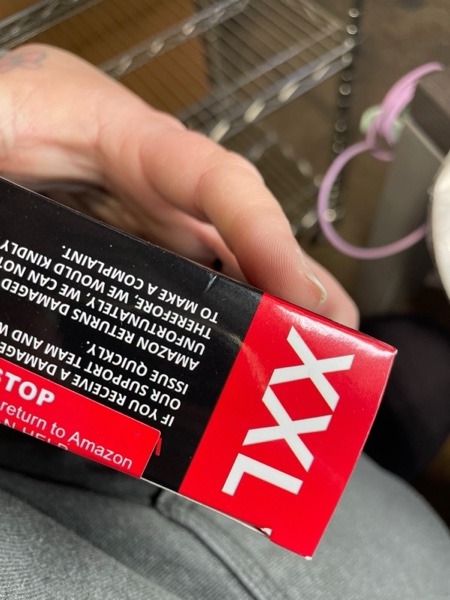 XXL
IF YOU RECEIVE A DAMAGE
OUR SUPPORT TEAM AND W
ISSUE QUICKLY.
AMAZON RETURNS DAMAGED
UNFORTUNATELY, WE CAN NOT
THEREFORE, WE WOULD KINDLY
TO MAKE A COMPLAINT.
STOP
return to Amazon
HELP